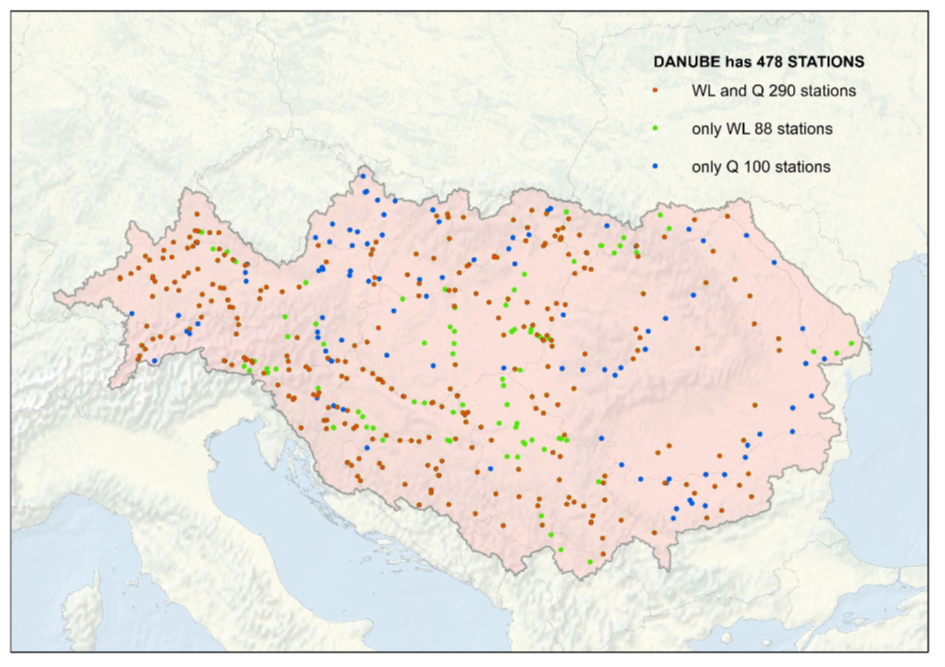 DANUBE has 478 STATIONS
WL and Q 290 stations
only WL 88 stations
only Q 100 stations